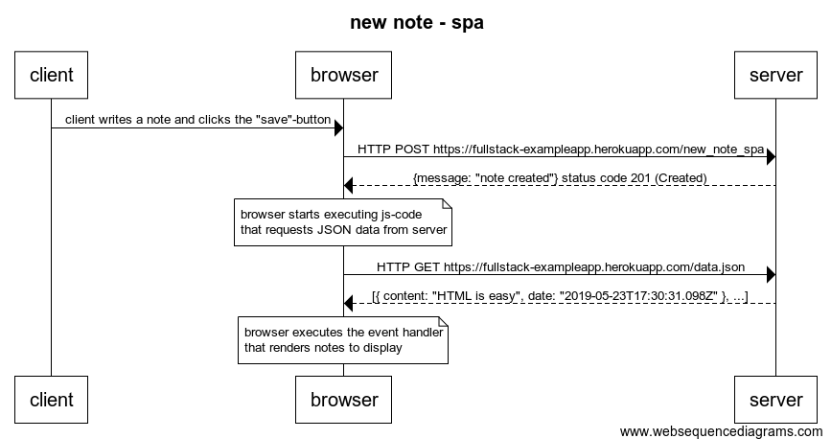 new note - spa
client
browser
server
client writes a note and clicks the "save"-button
HTTP POST https://fullstack-exampleapp.herokuapp.com/new_note_spa
{message: "note created"} status code 201 (Created)
browser starts executing js-code
that requests JSON data from server
HTTP GET https://fullstack-exampleapp.herokuapp.com/data.json
[{ content: "HTML is easy", date: "2019-05-23T17:30:31.098Z" }, ...]
browser executes the event handler
that renders notes to display
client
browser
server
www.websequencediagrams.com